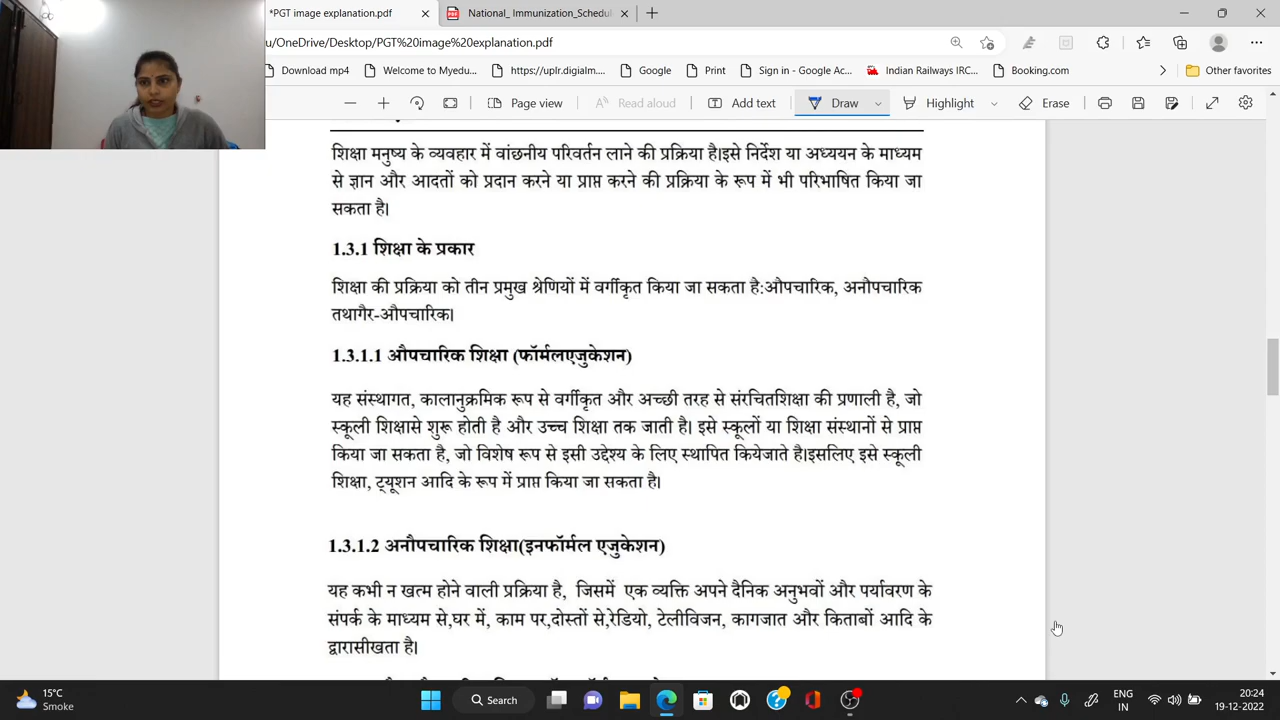 *PGT image explanation.pdf
National_ Immunization_Schedul
u/OneDrive/Desktop/PGT%20image%20explanation.pdf
Download mp4
Welcome to Myedu...
https://uplr.digialm....
Google
Print
Sign in - Google Ac...
Indian Railways IRC...
Booking.com
Other favorites
Page view
Read aloud
Add text
Draw
Highlight
Erase
शिक्षा मनुष्य के व्यवहार में वांछनीय परिवर्तन लाने की प्रक्रिया है।इसे निर्देश या अध्ययन के माध्यम
से ज्ञान और आदतों को प्रदान करने या प्राप्त करने की प्रक्रिया के रूप में भी परिभाषित किया जा
सकता है।
1.3.1 शिक्षा के प्रकार
शिक्षा की प्रक्रिया को तीन प्रमुख श्रेणियों में वर्गीकृत किया जा सकता है:औपचारिक, अनौपचारिक
तथागैर-औपचारिक।
1.3.1.1 औपचारिक शिक्षा (फॉर्मलएजुकेशन)
यह संस्थागत, कालानुक्रमिक रूप से वर्गीकृत और अच्छी तरह से संरचितशिक्षा की प्रणाली है, जो
स्कूली शिक्षासे शुरू होती है और उच्च शिक्षा तक जाती है। इसे स्कूलों या शिक्षा संस्थानों से प्राप्त
किया जा सकता है, जो विशेष रूप से इसी उद्देश्य के लिए स्थापित कियेजाते है।इसलिए इसे स्कूली
शिक्षा, ट्यूशन आदि के रूप में प्राप्त किया जा सकता है।
1.3.1.2 अनौपचारिक शिक्षा(इनफॉर्मल एजुकेशन)
यह कभी न खत्म होने वाली प्रक्रिया है, जिसमें एक व्यक्ति अपने दैनिक अनुभवों और पर्यावरण के
संपर्क के माध्यम से,घर में, काम पर,दोस्तों से,रेडियो, टेलीविजन, कागजात और किताबों आदि के
द्वारासीखता है।
15°C
Smoke
Search
ENG
IN
20:24
19-12-2022